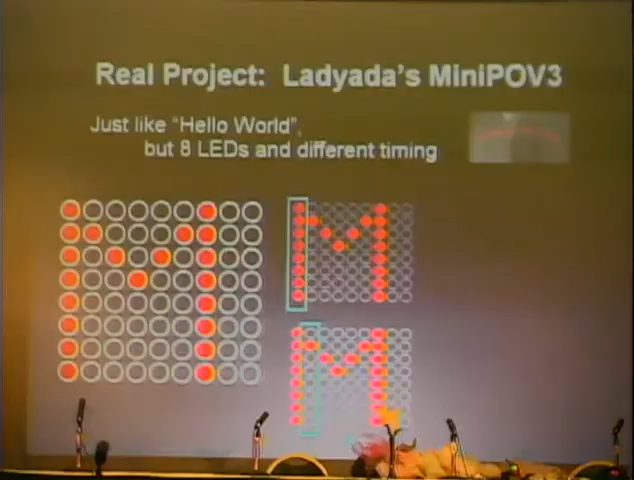 Real Project: Ladyada's MiniPOV3
Just like "Hello World",
but 8 LEDs and different timing